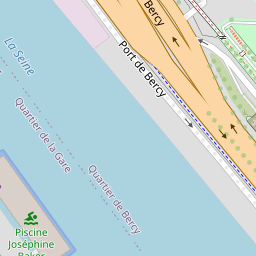 La Seine
Port de Bercy
Bercy
Quartier de la Gare
Quartier de Bercy
Piscine
Joséphine
Baker